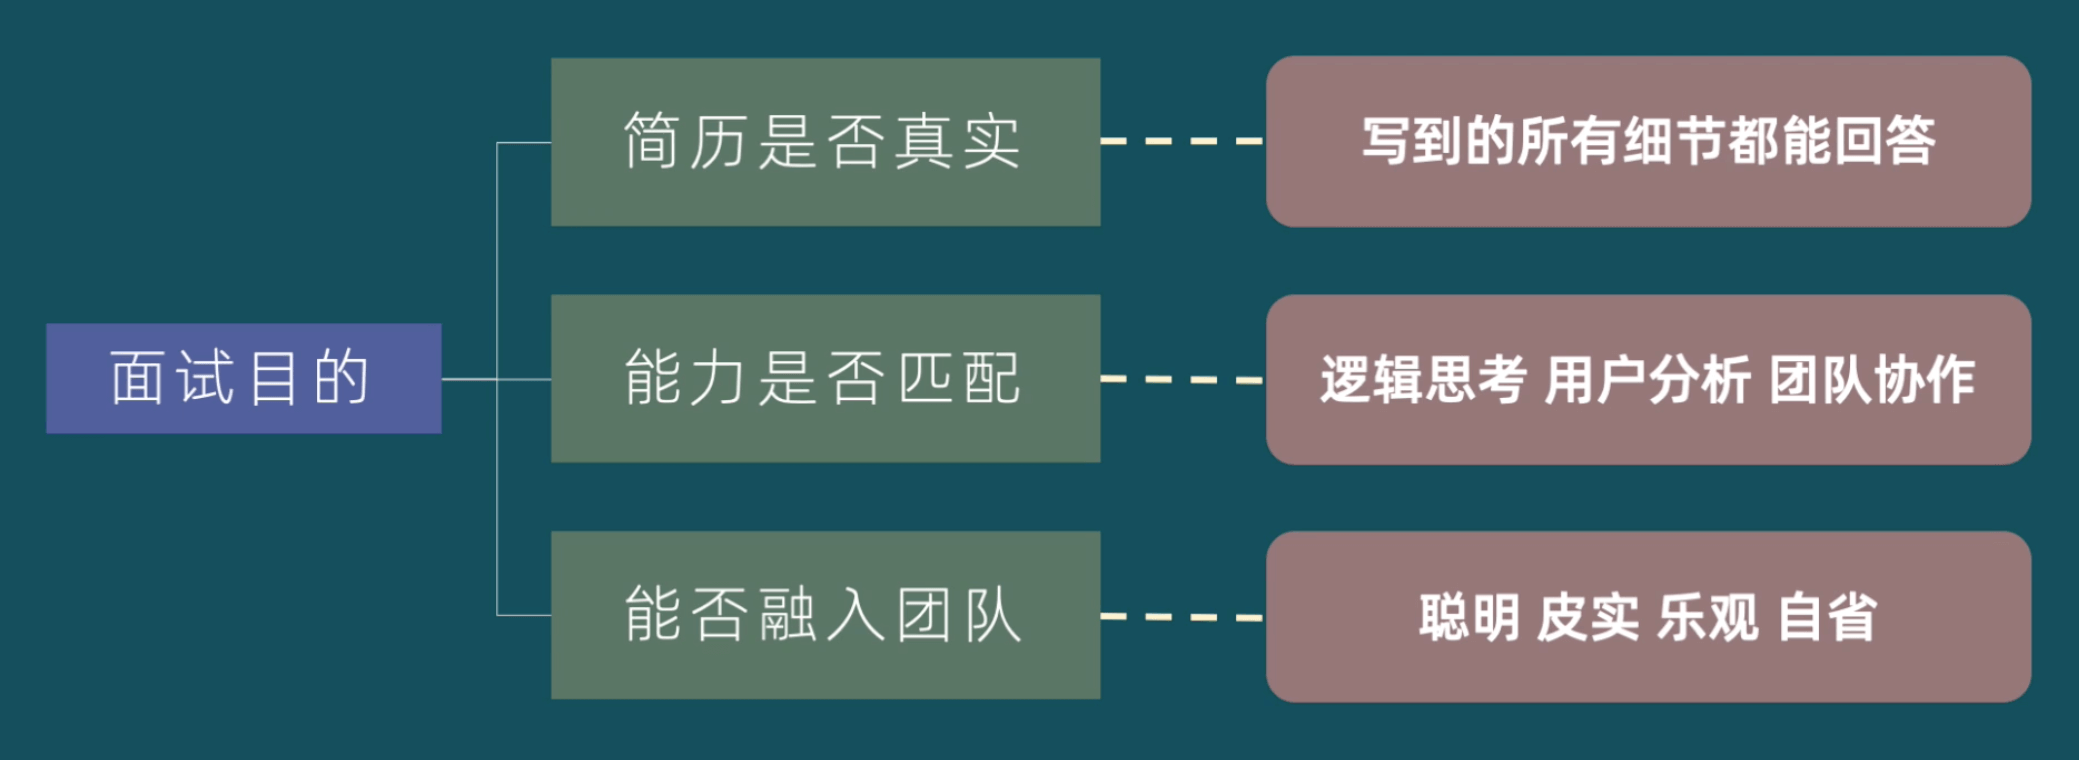 面试目的
简历是否真实
写到的所有细节都能回答
能力是否匹配
逻辑思考 用户分析 团队协作
能否融入团队
聪明 皮实 乐观 自省